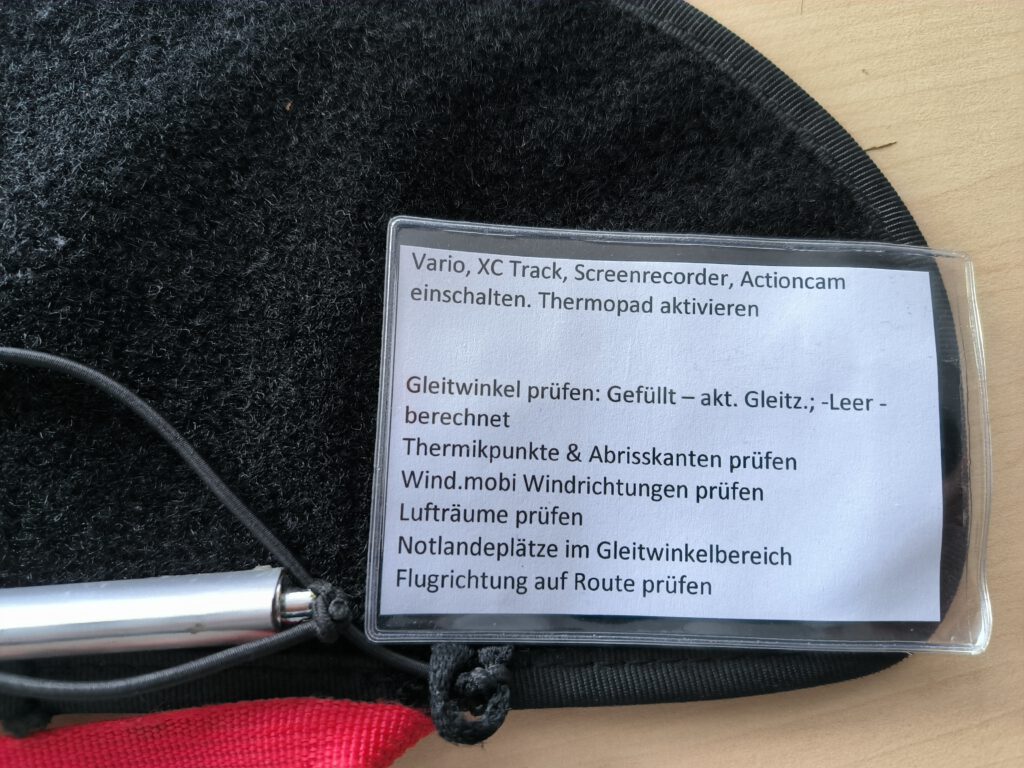 Vario, XC Track, Screenrecorder, Actioncam
einschalten. Thermopad aktivieren
Gleitwinkel prüfen: Gefüllt – akt. Gleitz.; -Leer -
berechnet
Thermikpunkte & Abrisskanten prüfen
Wind.mobi Windrichtungen prüfen
Lufträume prüfen
Notlandeplätze im Gleitwinkelbereich
Flugrichtung auf Route prüfen